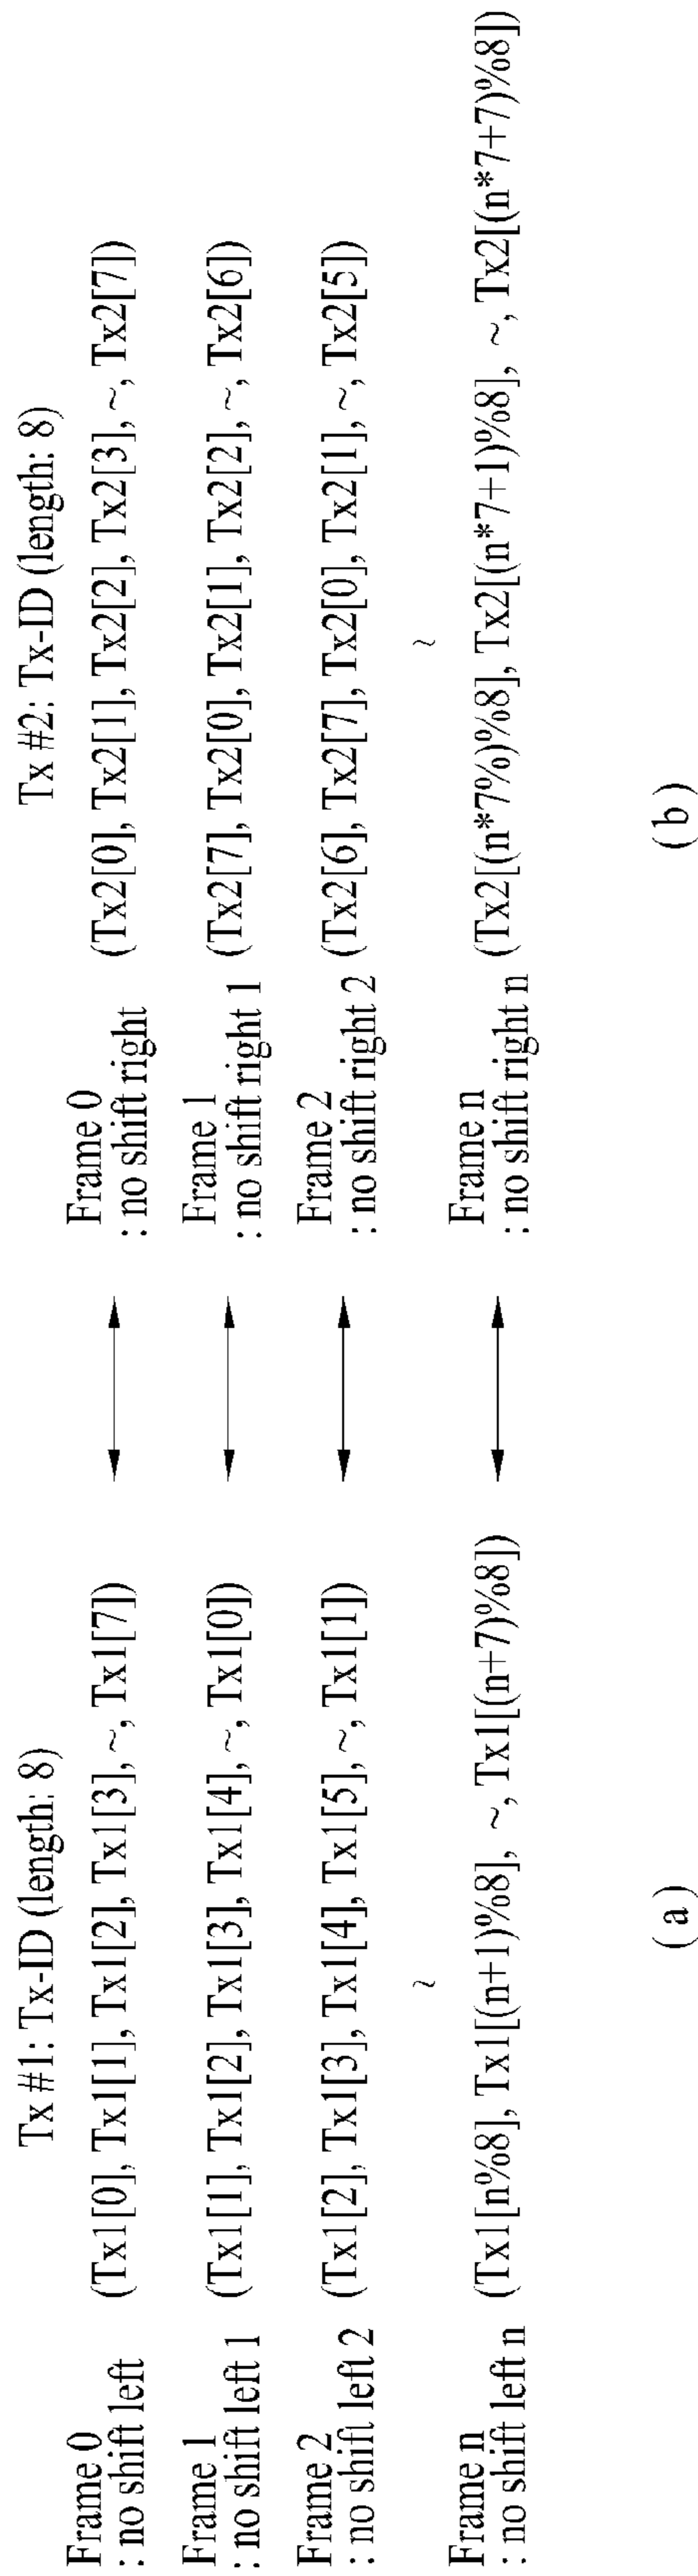 Tx #1: Tx-ID (length: 8)
Frame 0
: no shift left
(Tx1[0], Tx1[1], Tx1[2], Tx1[3], ~, Tx1[7])
Frame 1
: no shift left 1
(Tx1[1], Tx1[2], Tx1[3], Tx1[4], ~, Tx1[0])
Frame 2
: no shift left 2
(Tx1[2], Tx1[3], Tx1[4], Tx1[5], ~, Tx1[1])
~
Frame n
: no shift left n
(Tx1[n%8], Tx1[(n+1)%8], ~, Tx1[(n+7)%8])
( a )
Tx #2: Tx-ID (length: 8)
Frame 0
: no shift right
(Tx2[0], Tx2[1], Tx2[2], Tx2[3], ~, Tx2[7])
Frame 1
: no shift right 1
(Tx2[7], Tx2[0], Tx2[1], Tx2[2], ~, Tx2[6])
Frame 2
: no shift right 2
(Tx2[6], Tx2[7], Tx2[0], Tx2[1], ~, Tx2[5])
~
Frame n
: no shift right n
(Tx2[(n*7%)%8], Tx2[(n*7+1)%8], ~, Tx2[(n*7+7)%8])
( b )